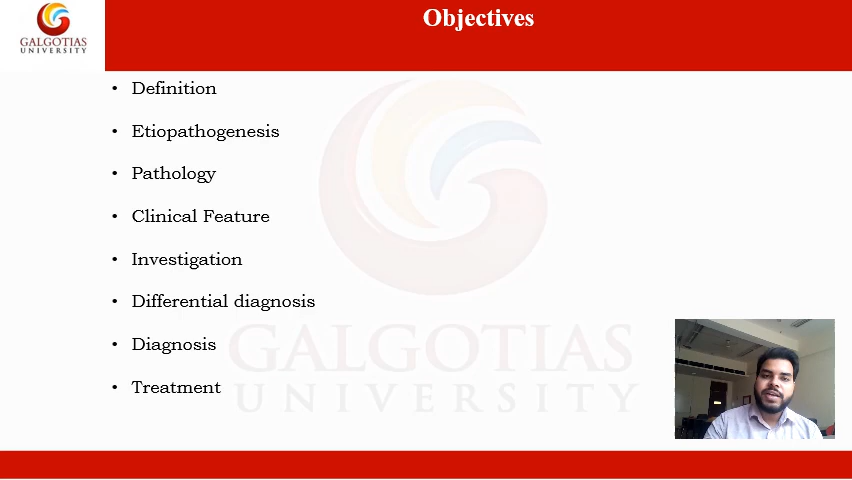 Objectives
GALGOTIAS
UNIVERSITY
• Definition
• Etiopathogenesis
• Pathology
• Clinical Feature
• Investigation
• Differential diagnosis
• Diagnosis
• Treatment
GALGOTIAS
UNIVERSITY